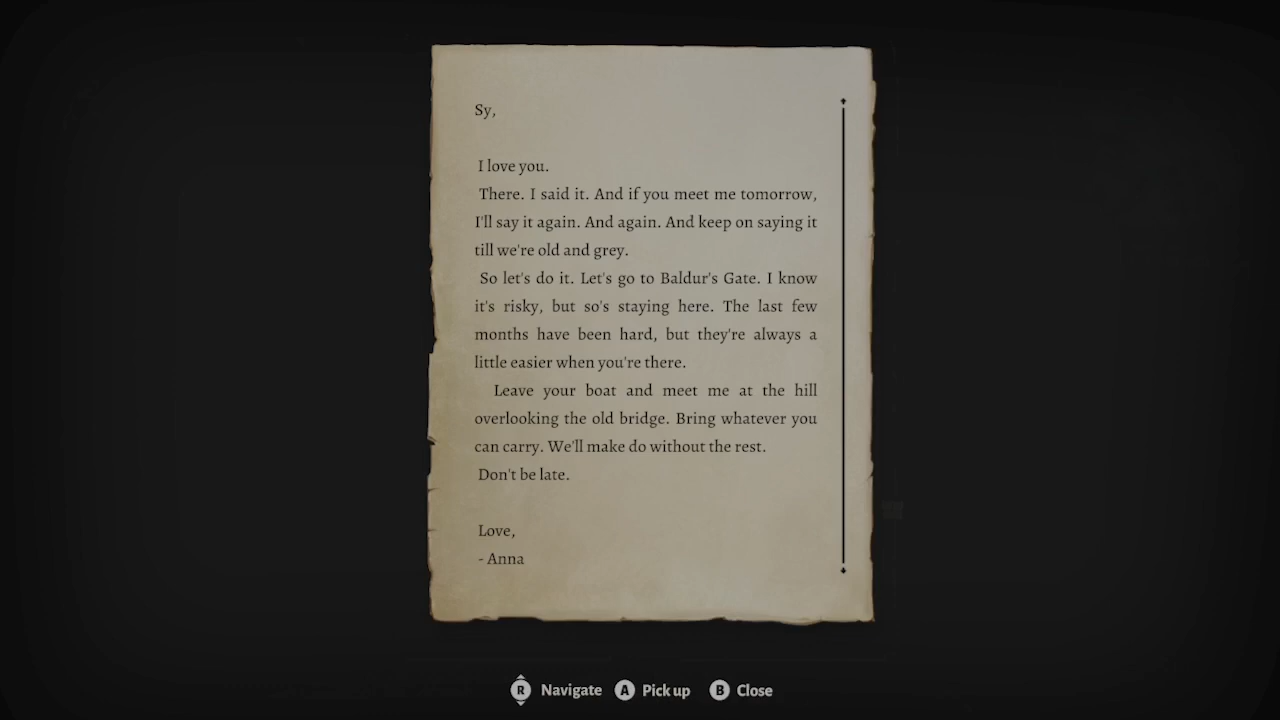 Sy,
I love you.
There. I said it. And if you meet me tomorrow,
I'll say it again. And again. And keep on saying it
till we're old and grey.
So let's do it. Let's go to Baldur's Gate. I know
it's risky, but so's staying here. The last few
months have been hard, but they're always a
little easier when you're there.
Leave your boat and meet me at the hill
overlooking the old bridge. Bring whatever you
can carry. We'll make do without the rest.
Don't be late.
Love,
- Anna
R Navigate A Pick up B Close